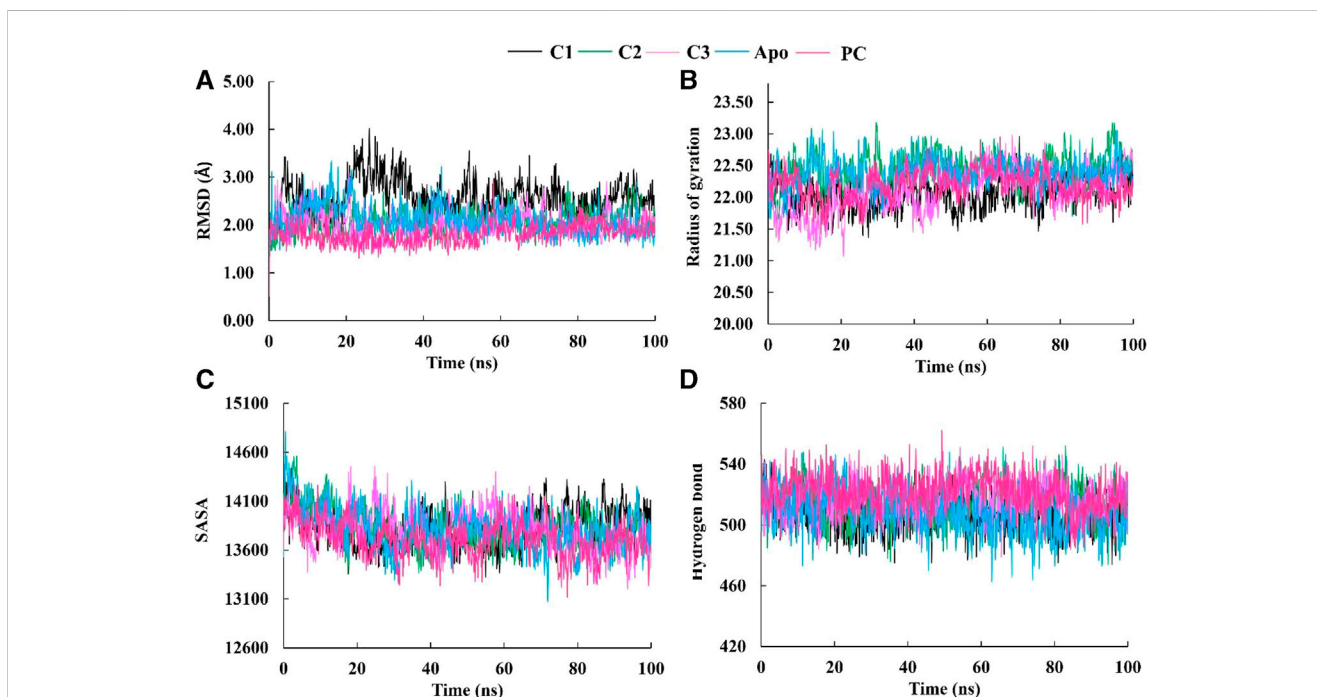 C1 C2 C3 Apo PC
A
5.00
4.00
3.00
2.00
1.00
0.00
RMSD (Å)
0 20 40 60 80 100
Time (ns)
B
23.50
23.00
22.50
22.00
21.50
21.00
20.50
20.00
Radius of gyration
0 20 40 60 80 100
Time (ns)
C
15100
14600
14100
13600
13100
12600
SASA
0 20 40 60 80 100
Time (ns)
D
580
540
500
460
420
Hydrogen bond
0 20 40 60 80 100
Time (ns)